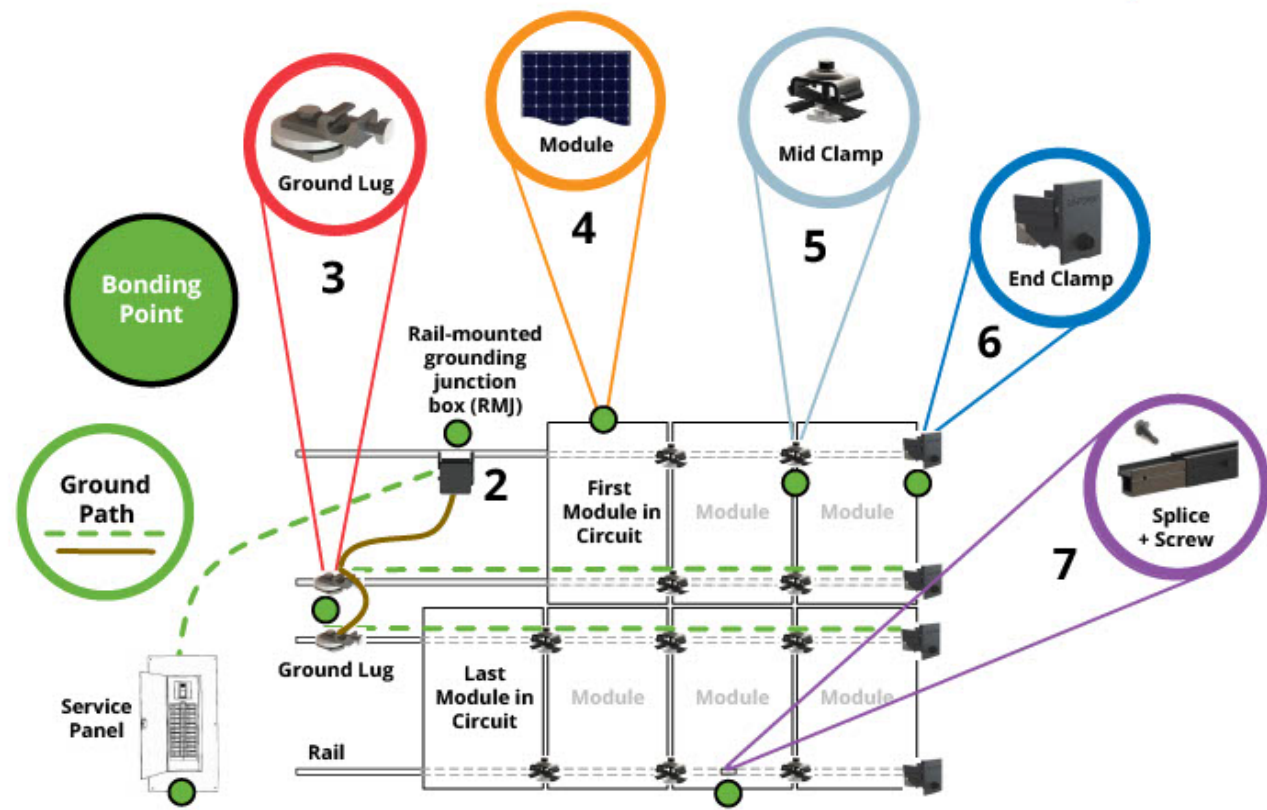 Ground Lug
3
Module
4
Mid Clamp
5
End Clamp
6
Bonding
Point
Rail-mounted
grounding
junction
box (RMJ)
2
Ground
Path
First
Module in
Circuit
Module
Module
Splice
+ Screw
7
Ground Lug
Last
Module in
Circuit
Module
Module
Module
Service
Panel
Rail